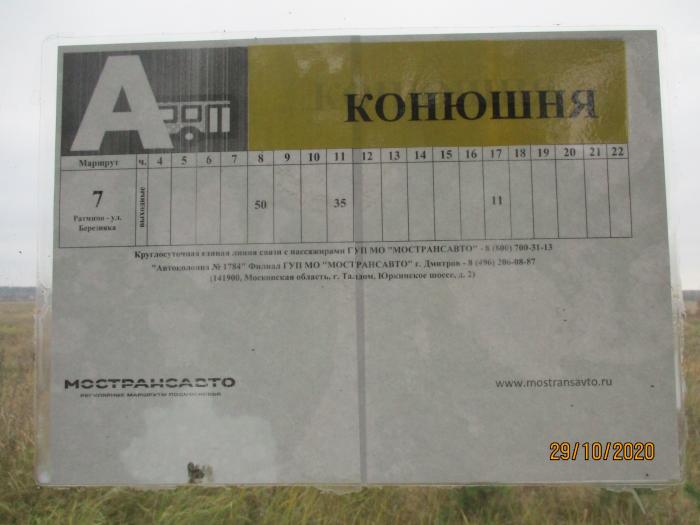 А
КОНЮШНЯ
Маршрут ч. 4 5 6 7 8 9 10 11 12 13 14 15 16 17 18 19 20 21 22
7 выходные 50 35 11
Ратмино - ул.
Березняка
Круглосуточная единая линия связи с пассажирами ГУП МО "МОСТРАНСАВТО" - 8 (800) 700-31-13
"Автоколонна № 1784" Филиал ГУП МО "МОСТРАНСАВТО" г. Дмитров - 8 (496) 206-08-87
(141900, Московская область, г. Талдом, Юркинское шоссе, д. 2)
МОСТРАНСАВТО
РЕГУЛЯРНЫЕ МАРШРУТЫ ПОДМОСКОВЬЯ
www.mostransavto.ru
29/10/2020